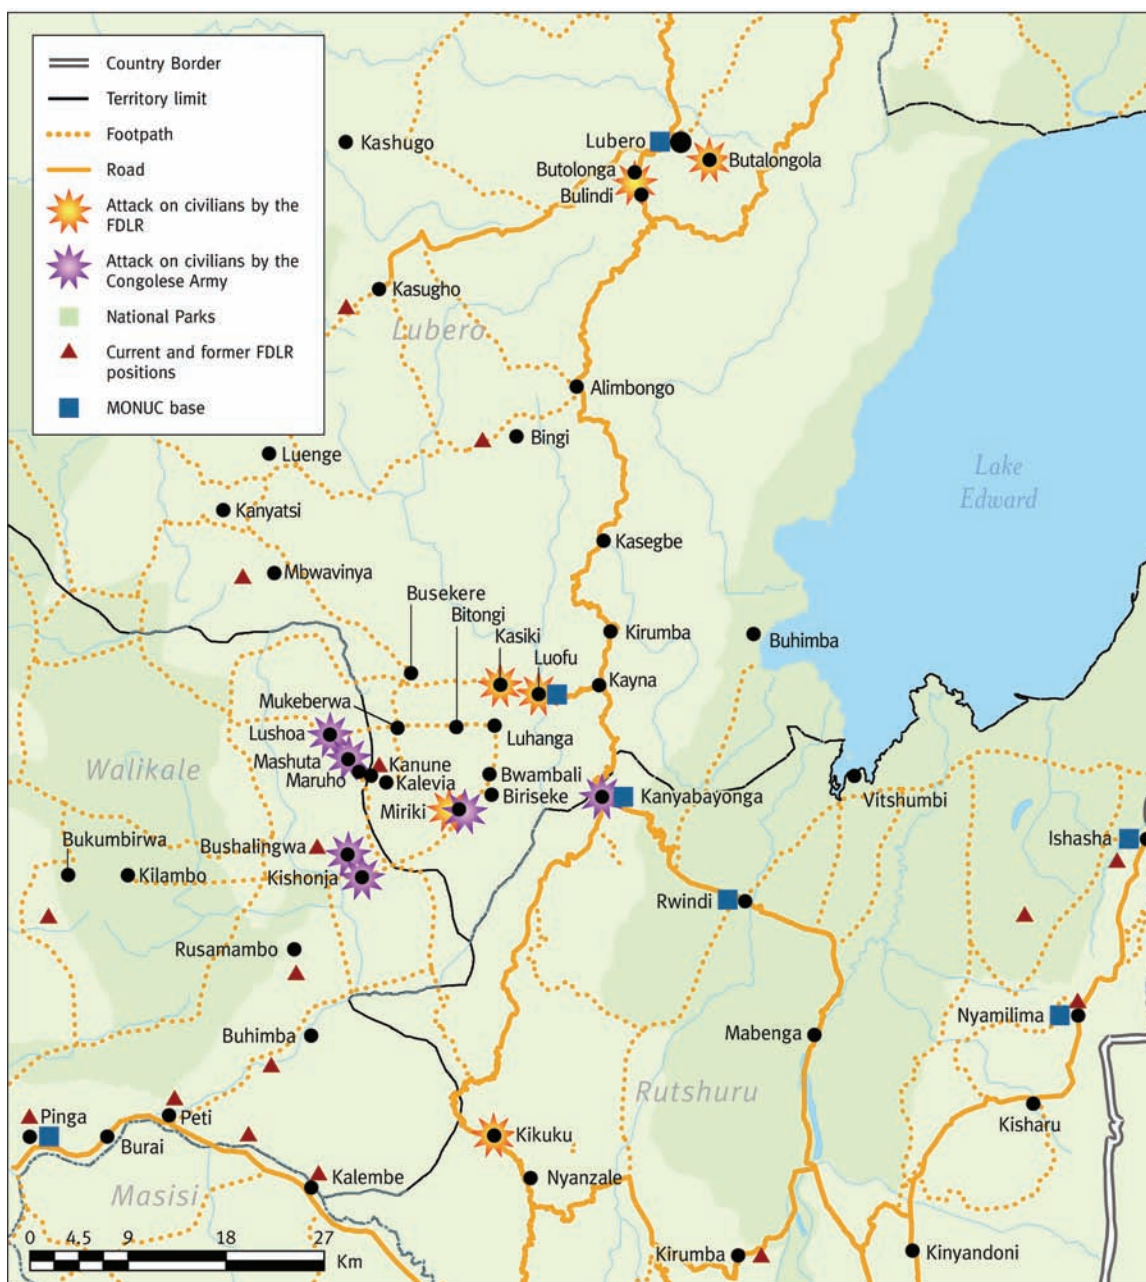 Country Border
Territory limit
Footpath
Road
Attack on civilians by the
FDLR
Attack on civilians by the
Congolese Army
National Parks
Current and former FDLR
positions
MONUC base
Kashugo
Lubero
Butalongola
Butolonga
Bulindi
Kasugho
Lubero
Alimbongo
Bingi
Luenge
Lake
Edward
Kanyatsi
Kasegbe
Mbwavinya
Busekere
Bitongi
Kasiki
Luofu
Kirumba
Buhimba
Kayna
Mukeberwa
Lushoa
Luhanga
Mashuta
Walikale
Kanune
Maruho
Kalevia
Bwambali
Biriseke
Kanyabayonga
Vitshumbi
Miriki
Ishasha
Bukumbirwa
Bushalingwa
Kilambo
Kishonja
Rwindi
Rusamambo
Nyamilima
Buhimba
Mabenga
Rutshuru
Pinga
Peti
Kisharu
Burai
Kikuku
Kalembe
Nyanzale
Masisi
0 4.5 9 18 27
Km
Kirumba
Kinyandoni